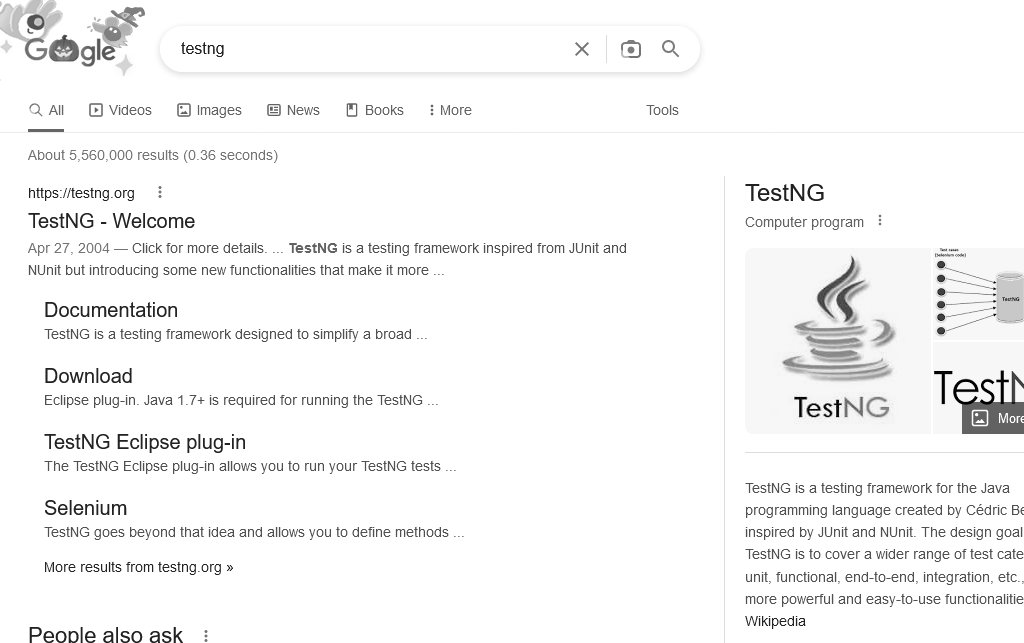 Google
testng
All
Videos
Images
News
Books
More
Tools
About 5,560,000 results (0.36 seconds)
https://testng.org
TestNG - Welcome
Apr 27, 2004 — Click for more details. ... TestNG is a testing framework inspired from JUnit and
NUnit but introducing some new functionalities that make it more ...
Documentation
TestNG is a testing framework designed to simplify a broad ...
Download
Eclipse plug-in. Java 1.7+ is required for running the TestNG ...
TestNG Eclipse plug-in
The TestNG Eclipse plug-in allows you to run your TestNG tests ...
Selenium
TestNG goes beyond that idea and allows you to define methods ...
More results from testng.org »
People also ask
TestNG
Computer program
TestNG
Test cases
(Selenium code)
TestNG
TestN
More
TestNG is a testing framework for the Java
programming language created by Cédric Be
inspired by JUnit and NUnit. The design goal
TestNG is to cover a wider range of test cate
unit, functional, end-to-end, integration, etc.,
more powerful and easy-to-use functionalitie
Wikipedia